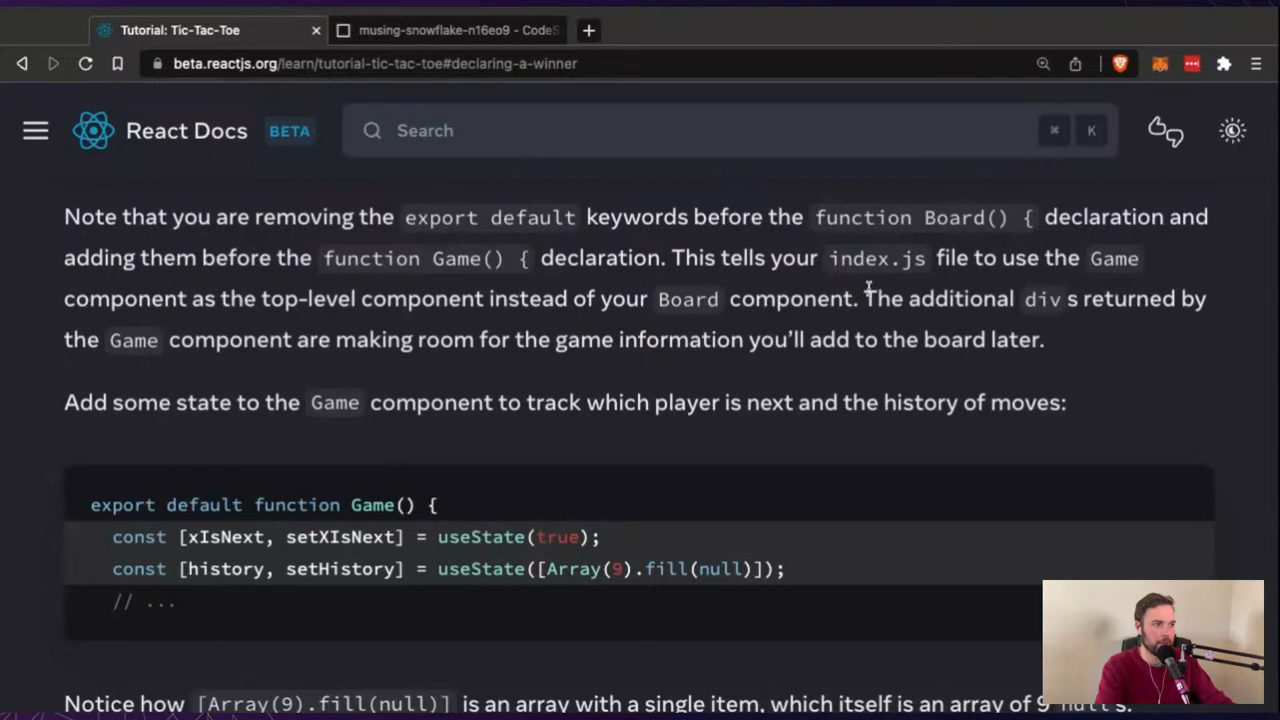 Tutorial: Tic-Tac-Toe
musing-snowflake-n16eo9 - CodeS
beta.reactjs.org/learn/tutorial-tic-tac-toe#declaring-a-winner
React Docs BETA Search ⌘ K
Note that you are removing the export default keywords before the function Board() { declaration and
adding them before the function Game() { declaration. This tells your index.js file to use the Game
component as the top-level component instead of your Board component. The additional div s returned by
the Game component are making room for the game information you’ll add to the board later.
Add some state to the Game component to track which player is next and the history of moves:
export default function Game() {
const [xIsNext, setXIsNext] = useState(true);
const [history, setHistory] = useState([Array(9).fill(null)]);
// ...
Notice how [Array(9).fill(null)] is an array with a single item, which itself is an array of 9 null s.